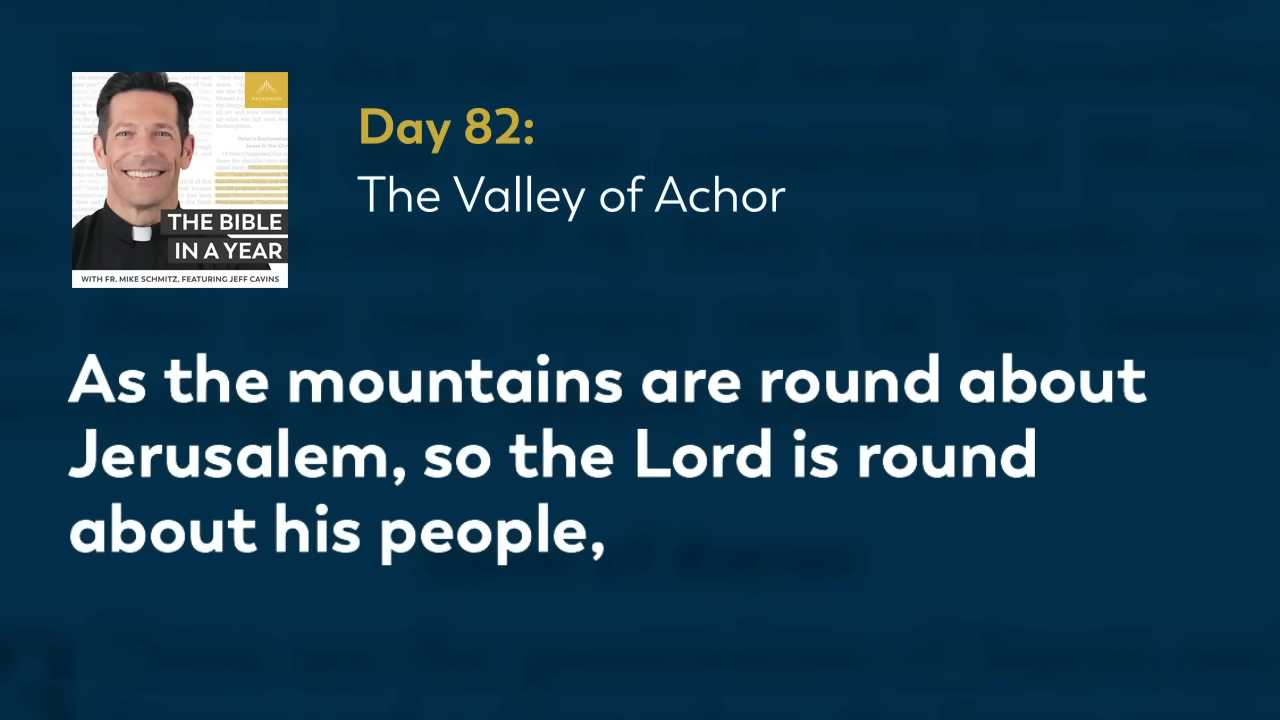 Day 82:
The Valley of Achor
ASCENSION
THE BIBLE
IN A YEAR
WITH FR. MIKE SCHMITZ, FEATURING JEFF CAVINS
As the mountains are round about
Jerusalem, so the Lord is round
about his people,